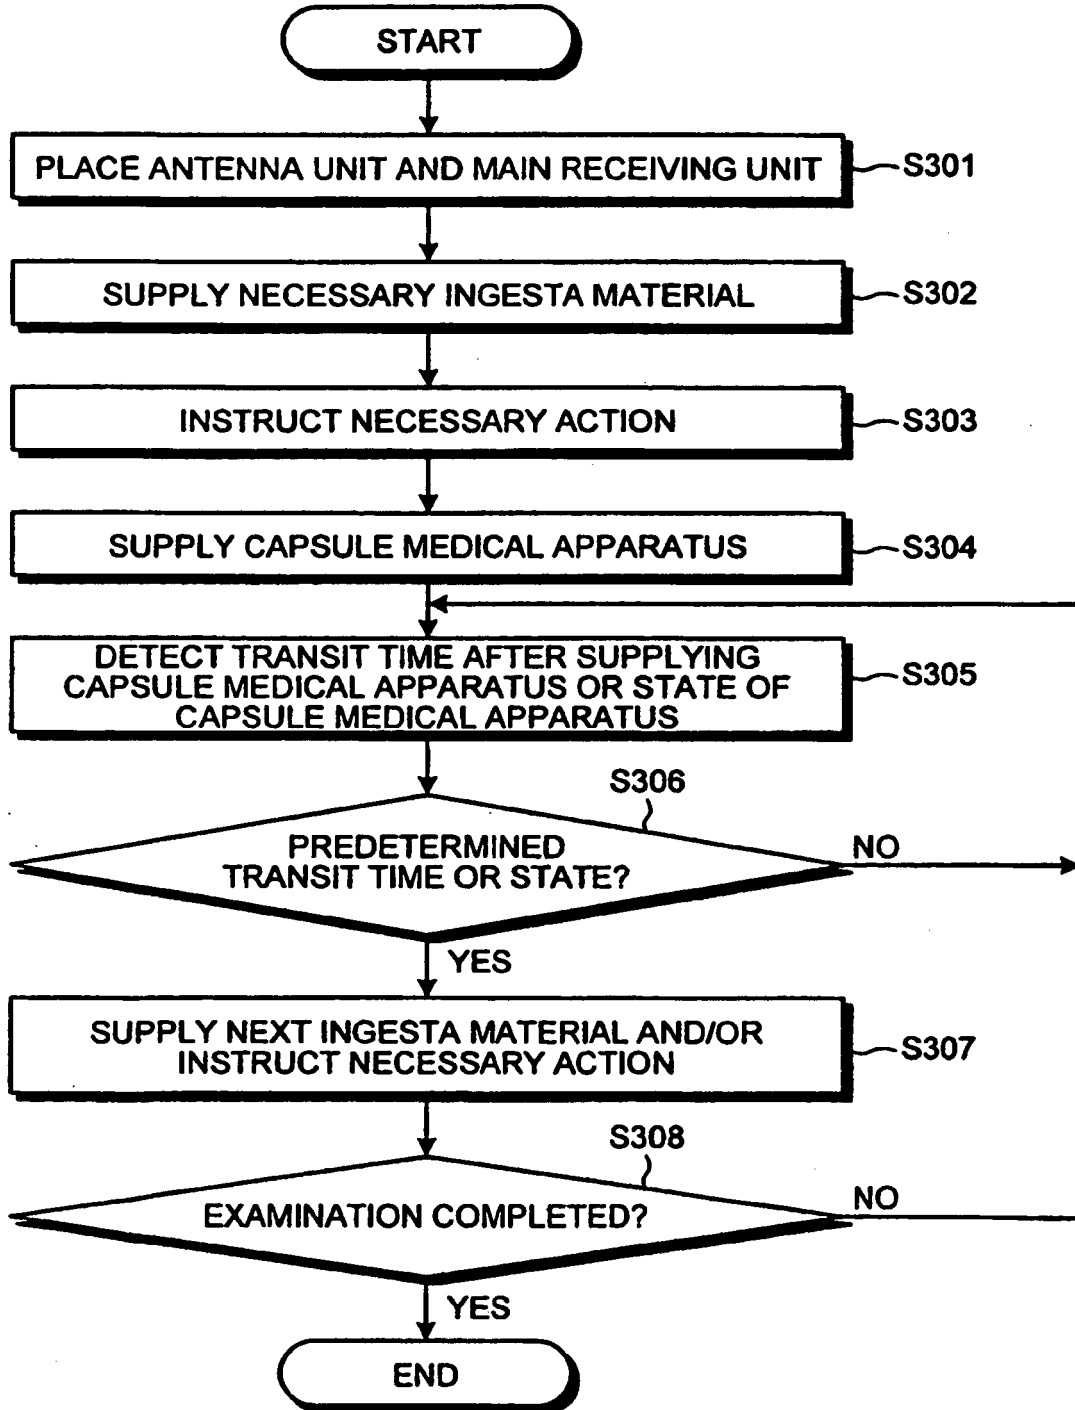 START
PLACE ANTENNA UNIT AND MAIN RECEIVING UNIT
S301
SUPPLY NECESSARY INGESTA MATERIAL
S302
INSTRUCT NECESSARY ACTION
S303
SUPPLY CAPSULE MEDICAL APPARATUS
S304
DETECT TRANSIT TIME AFTER SUPPLYING
CAPSULE MEDICAL APPARATUS OR STATE OF
CAPSULE MEDICAL APPARATUS
S305
S306
PREDETERMINED
TRANSIT TIME OR STATE?
NO
YES
SUPPLY NEXT INGESTA MATERIAL AND/OR
INSTRUCT NECESSARY ACTION
S307
S308
EXAMINATION COMPLETED?
NO
YES
END